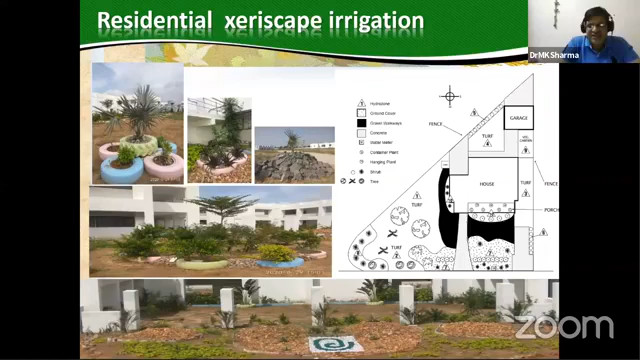 Residential xeriscape irrigation
DrMK Sharma
Hydrozone
Ground Cover
Gravel Walkways
Concrete
Water Meter
Container Plant
Hanging Plant
Shrub
Tree
FENCE
GARAGE
TURF
HOUSE
TURF
FENCE
PORCH
TURF
TURF
zoom